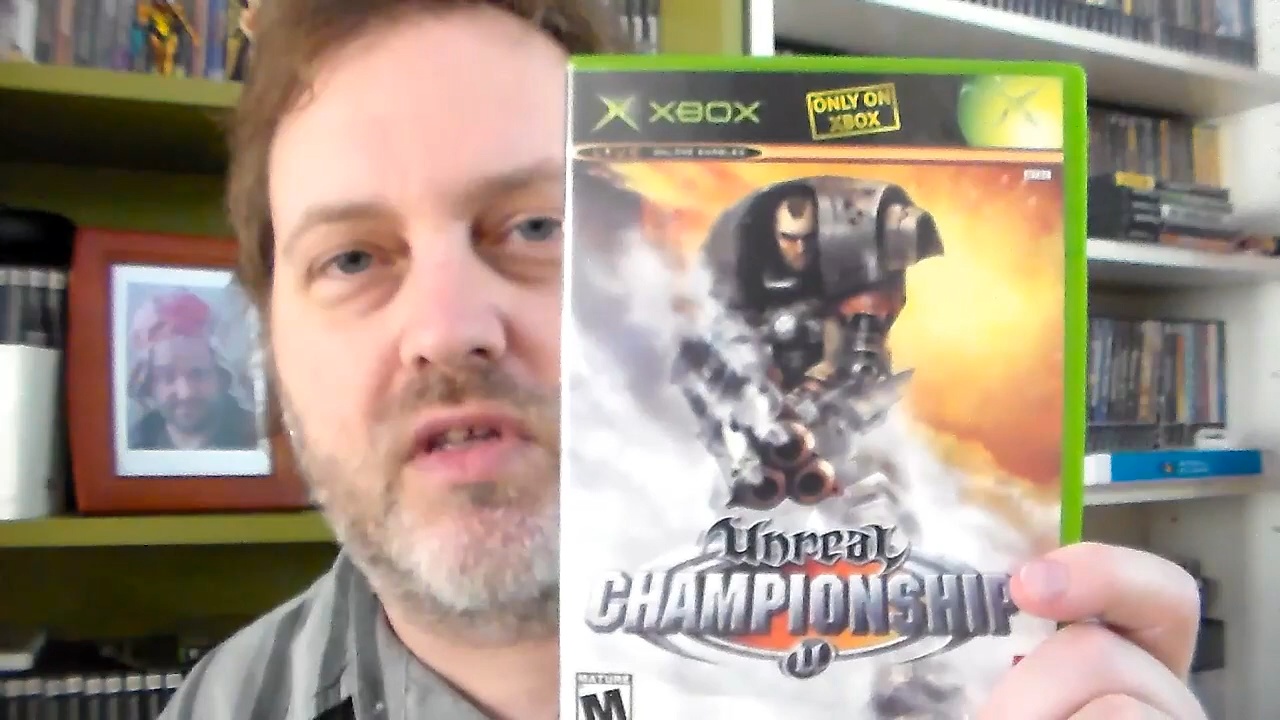 XBOX
ONLY ON
XBOX
Unreal
CHAMPIONSHIP
MATURE
M